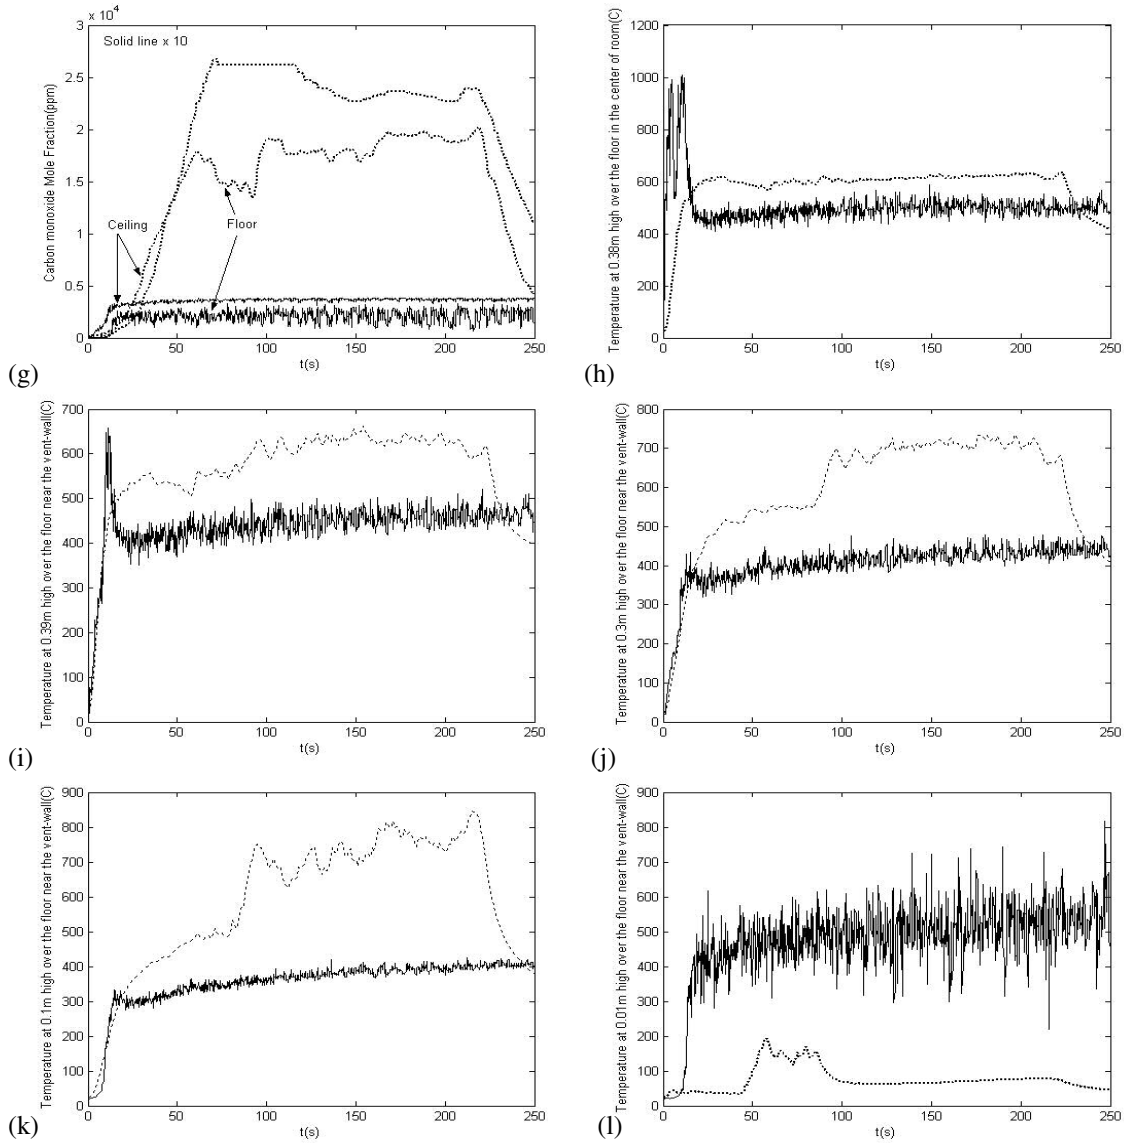 x 10⁴
Solid line x 10
3
2.5
2
1.5
1
0.5
0
Ceiling
Floor
0 50 100 150 200 250
t(s)
Carbon monoxide Mole Fraction(ppm)
(g)
1200
1000
800
600
400
200
0
0 50 100 150 200 250
t(s)
Temperature at 0.38m high over the floor in the center of room(C)
(h)
700
600
500
400
300
200
100
0
0 50 100 150 200 250
t(s)
Temperature at 0.39m high over the floor near the vent-wall(C)
(i)
800
700
600
500
400
300
200
100
0
0 50 100 150 200 250
t(s)
Temperature at 0.3m high over the floor near the vent-wall(C)
(j)
900
800
700
600
500
400
300
200
100
0
0 50 100 150 200 250
t(s)
Temperature at 0.1m high over the floor near the vent-wall(C)
(k)
900
800
700
600
500
400
300
200
100
0
0 50 100 150 200 250
t(s)
Temperature at 0.01m high over the floor near the vent-wall(C)
(l)